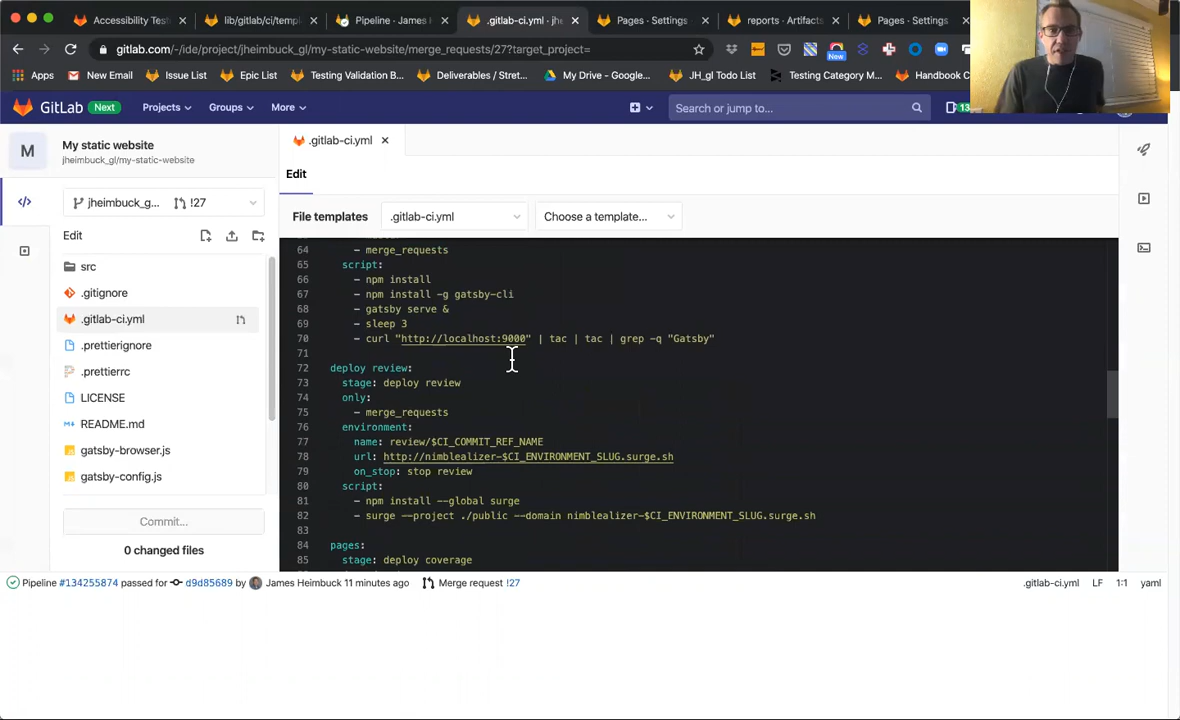 Accessibility Tes
lib/gitlab/ci/templ
Pipeline · James H
.gitlab-ci.yml · jhe
Pages · Settings
reports · Artifacts
Pages · Settings
gitlab.com/-/ide/project/jheimbuck_gl/my-static-website/merge_requests/27?target_project=
New
Apps
New Email
Issue List
Epic List
Testing Validation B...
Deliverables / Stret...
My Drive - Google...
JH_gl Todo List
Testing Category M...
Handbook
GitLab
Next
Projects
Groups
More
Search or jump to...
13
M
My static website
jheimbuck_gl/my-static-website
.gitlab-ci.yml
Edit
jheimbuck_g...
!27
File templates
.gitlab-ci.yml
Choose a template...
Edit
src
.gitignore
.gitlab-ci.yml
.prettierignore
.prettierrc
LICENSE
README.md
gatsby-browser.js
gatsby-config.js
Commit...
0 changed files
64 - merge_requests
65 script:
66 - npm install
67 - npm install -g gatsby-cli
68 - gatsby serve &
69 - sleep 3
70 - curl "http://localhost:9000" | tac | tac | grep -q "Gatsby"
71
72 deploy review:
73 stage: deploy review
74 only:
75 - merge_requests
76 environment:
77 name: review/$CI_COMMIT_REF_NAME
78 url: http://nimblealizer-$CI_ENVIRONMENT_SLUG.surge.sh
79 on_stop: stop review
80 script:
81 - npm install --global surge
82 - surge --project ./public --domain nimblealizer-$CI_ENVIRONMENT_SLUG.surge.sh
83
84 pages:
85 stage: deploy coverage
Pipeline #134255874 passed for d9d85689 by James Heimbuck 11 minutes ago
Merge request !27
.gitlab-ci.yml LF 1:1 yaml